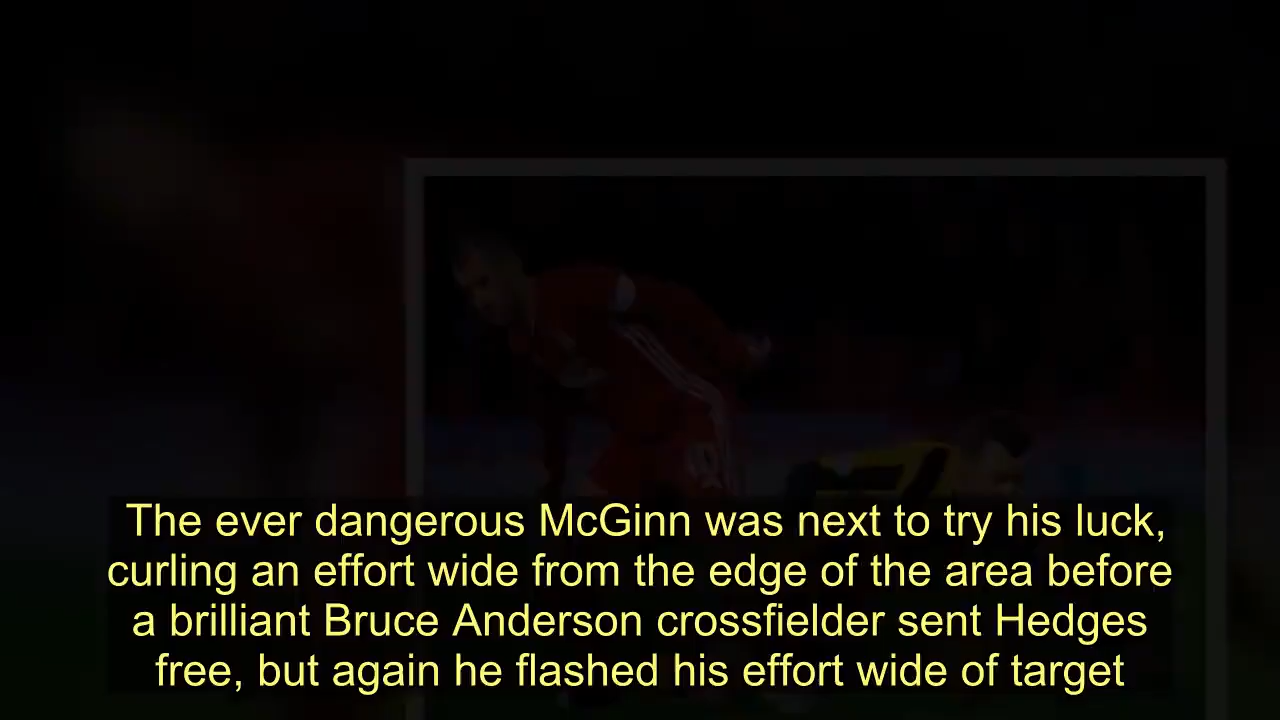 The ever dangerous McGinn was next to try his luck,
curling an effort wide from the edge of the area before
a brilliant Bruce Anderson crossfielder sent Hedges
free, but again he flashed his effort wide of target